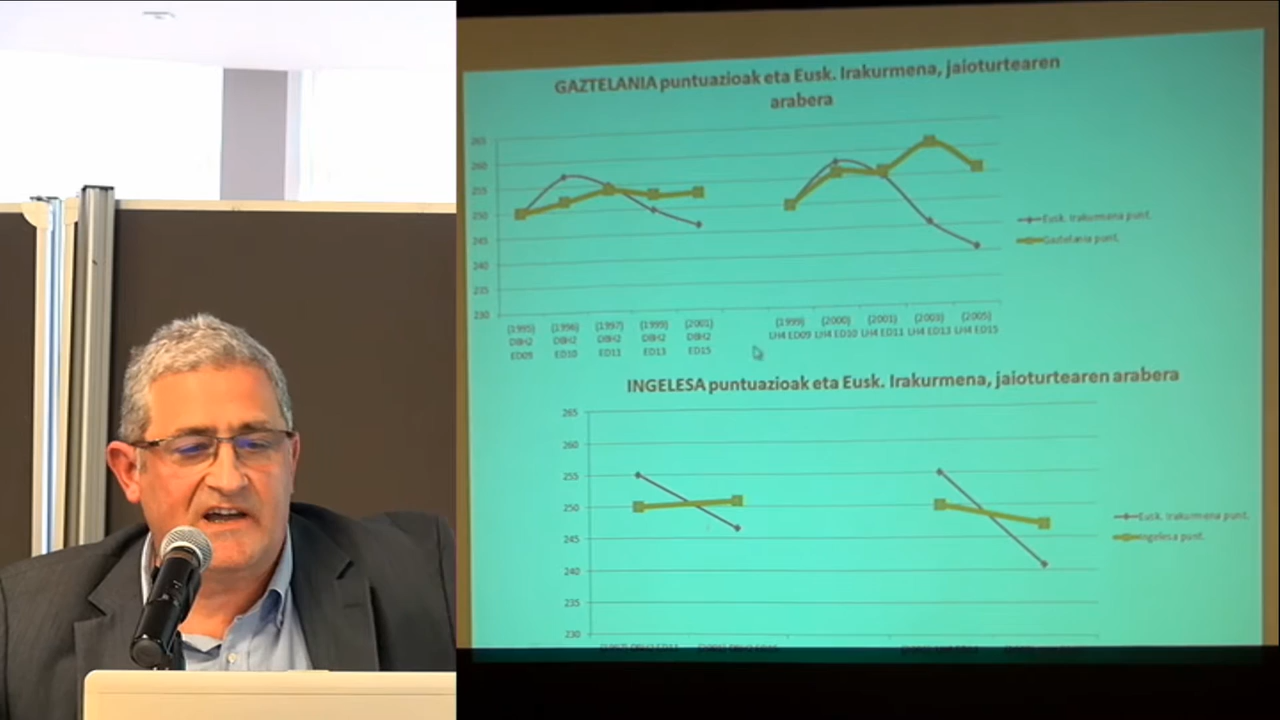 GAZTELANIA puntuazioak eta Eusk. Irakurmena, jaioturtearen
arabera
265
260
255
250
245
240
235
230
(1995) (1996) (1997) (1999) (2001)
DBH2 DBH2 DBH2 DBH2 DBH2
ED09 ED10 ED11 ED13 ED15
(1999) (2000) (2001) (2003) (2005)
LH4 ED09 LH4 ED10 LH4 ED11 LH4 ED13 LH4 ED15
Eusk. Irakurmena punt.
Gaztelania punt.
INGELESA puntuazioak eta Eusk. Irakurmena, jaioturtearen arabera
265
260
255
250
245
240
235
230
Eusk. Irakurmena punt.
Ingelesa punt.